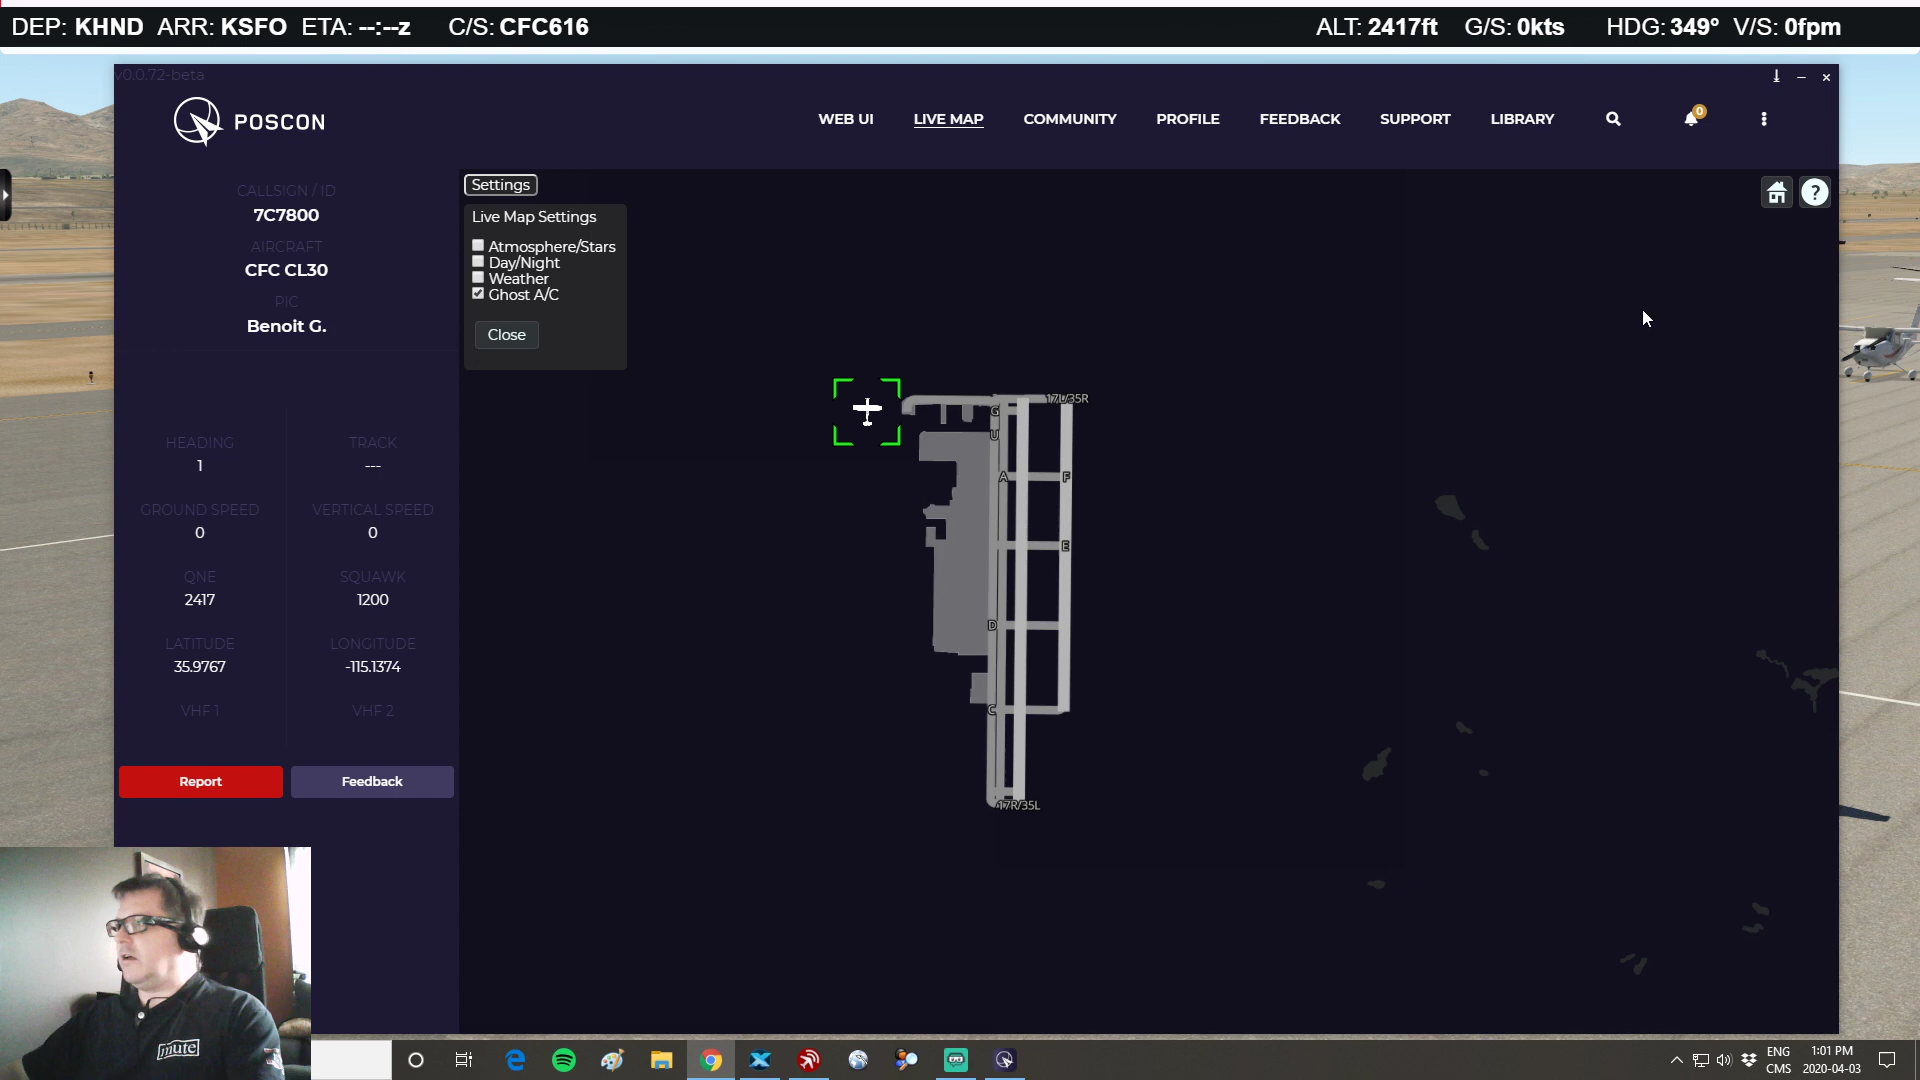 DEP: KHND ARR: KSFO ETA: --:--z C/S: CFC616 ALT: 2417ft G/S: 0kts HDG: 349° V/S: 0fpm
v0.0.72-beta
POSCON
WEB UI LIVE MAP COMMUNITY PROFILE FEEDBACK SUPPORT LIBRARY 0
CALLSIGN / ID
7C7800
AIRCRAFT
CFC CL30
PIC
Benoit G.
HEADING TRACK
1 ---
GROUND SPEED VERTICAL SPEED
0 0
QNE SQUAWK
2417 1200
LATITUDE LONGITUDE
35.9767 -115.1374
VHF 1 VHF 2
Report Feedback
Settings
Live Map Settings
Atmosphere/Stars
Day/Night
Weather
Ghost A/C
Close
?
17L/35R
G
U
A F
E
D
C
17R/35L
mute
ENG 1:01 PM
CMS 2020-04-03